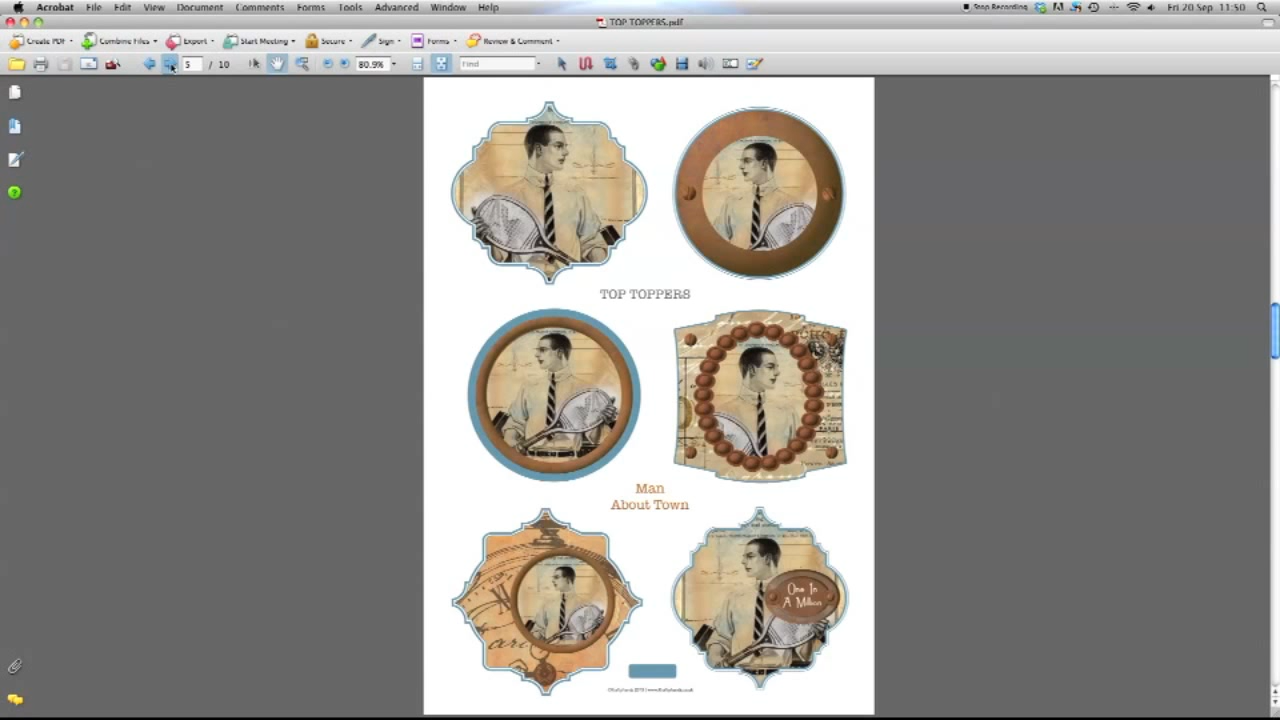 Acrobat File Edit View Document Comments Forms Tools Advanced Window Help Stop Recording Fri 20 Sep 11:50
TOP TOPPERS.pdf
Create PDF Combine Files Export Start Meeting Secure Sign Forms Review & Comment
5 / 10 80.9% Find
TOP TOPPERS
Man
About Town
One In
A Million